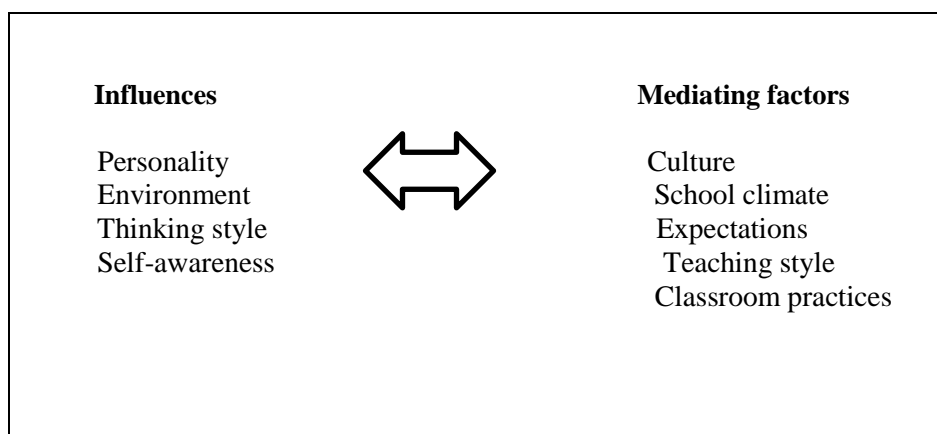 Influences
Personality
Environment
Thinking style
Self-awareness
Mediating factors
Culture
School climate
Expectations
Teaching style
Classroom practices